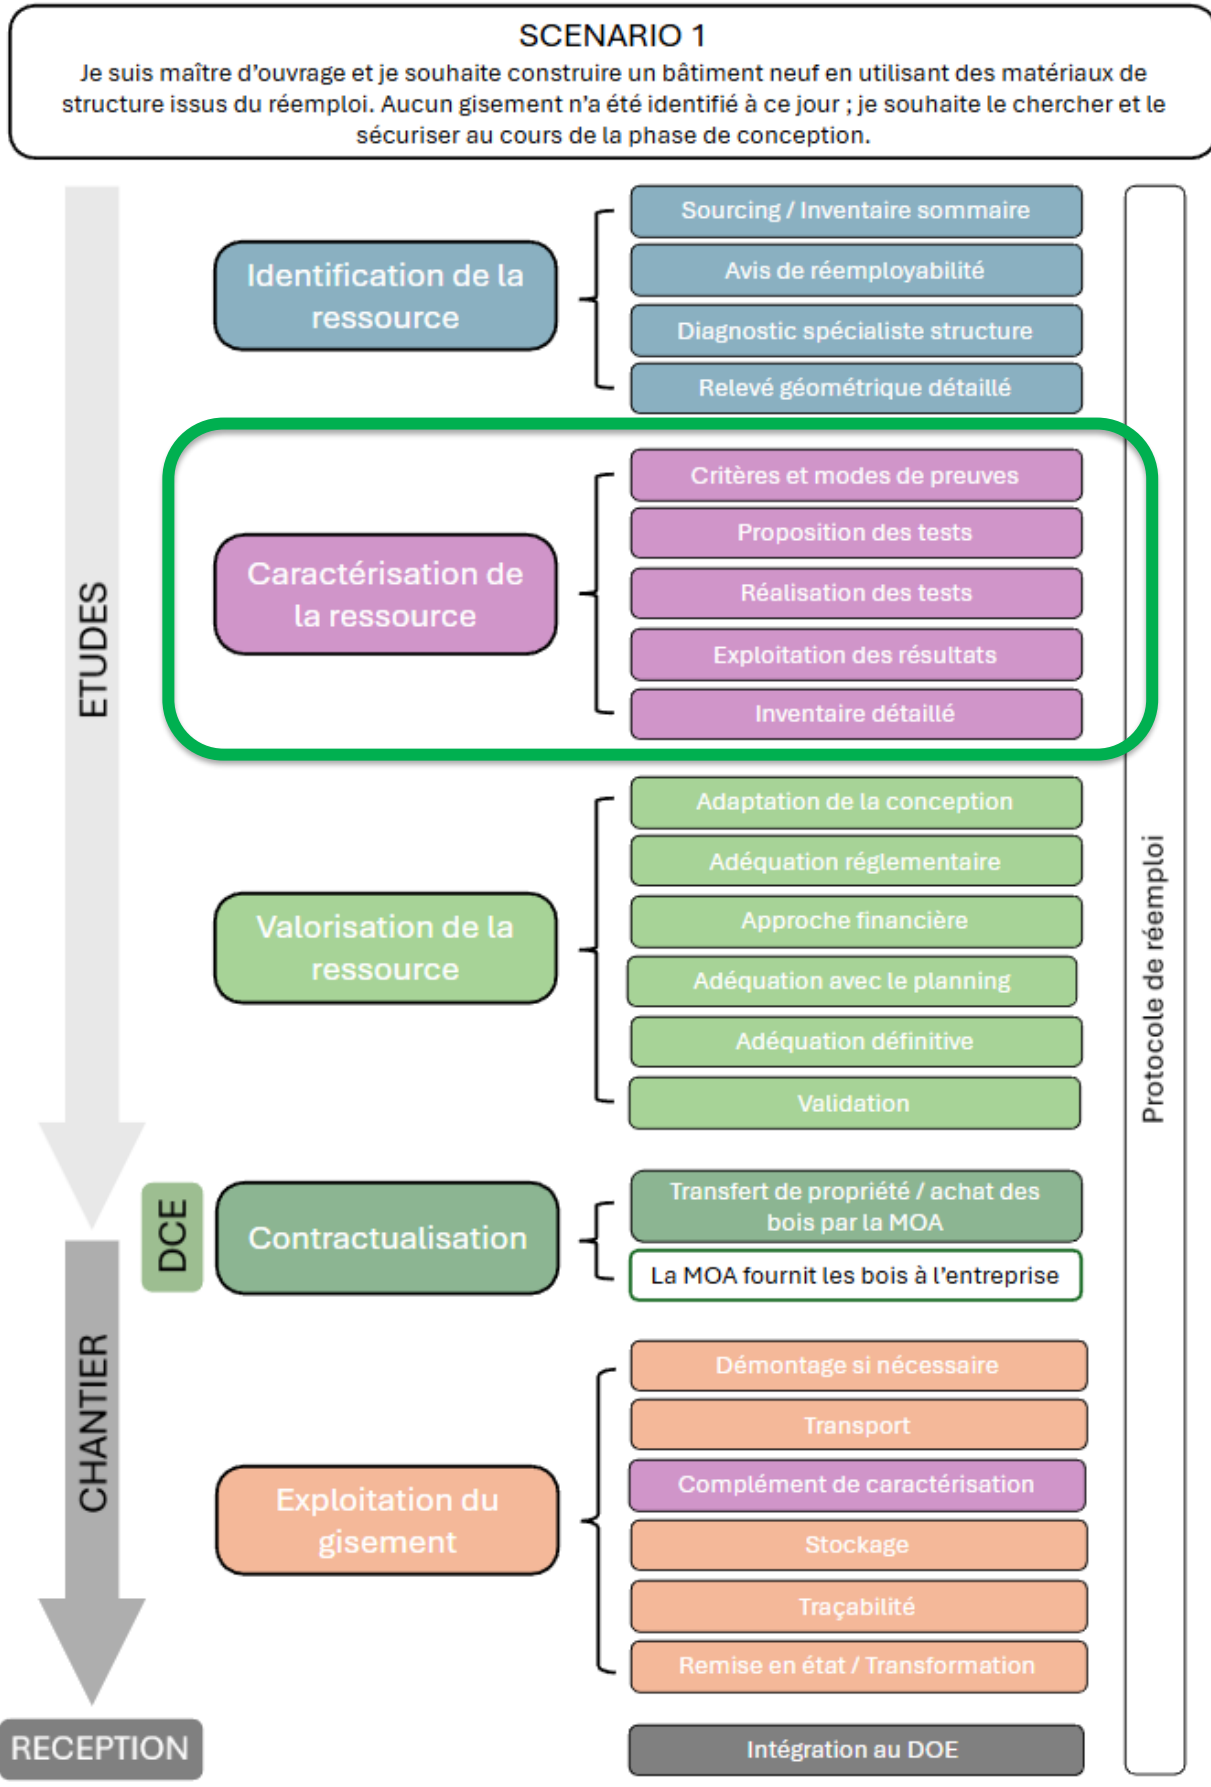 SCENARIO 1
Je suis maître d'ouvrage et je souhaite construire un bâtiment neuf en utilisant des matériaux de
structure issus du réemploi. Aucun gisement n'a été identifié à ce jour ; je souhaite le chercher et le
sécuriser au cours de la phase de conception.
ETUDES
Identification de la
ressource
Sourcing / Inventaire sommaire
Avis de réemployabilité
Diagnostic spécialiste structure
Relevé géométrique détaillé
Caractérisation de
la ressource
Critères et modes de preuves
Proposition des tests
Réalisation des tests
Exploitation des résultats
Inventaire détaillé
Valorisation de la
ressource
Adaptation de la conception
Adéquation réglementaire
Approche financière
Adéquation avec le planning
Adéquation définitive
Validation
Protocole de réemploi
DCE
Contractualisation
Transfert de propriété / achat des
bois par la MOA
La MOA fournit les bois à l'entreprise
CHANTIER
Exploitation du
gisement
Démontage si nécessaire
Transport
Complément de caractérisation
Stockage
Traçabilité
Remise en état / Transformation
RECEPTION
Intégration au DOE